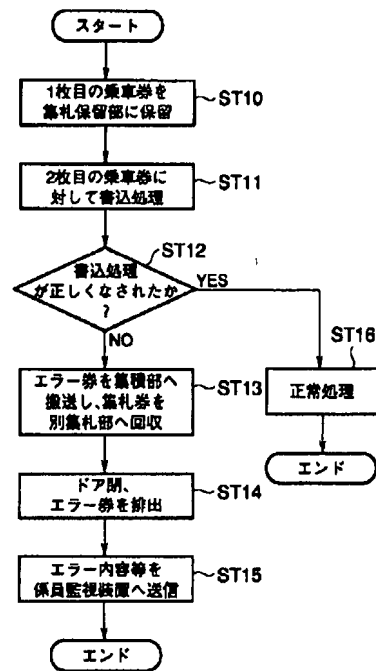 スタート
1枚目の乗車券を
集札保留部に保留
ST10
2枚目の乗車券に
対して書込処理
ST11
ST12
書込処理
が正しくなされたか
?
YES
NO
ST16
正常処理
エンド
エラー券を集積部へ
搬送し、集札券を
別集札部へ回収
ST13
ドア閉、
エラー券を排出
ST14
エラー内容等を
係員監視装置へ送信
ST15
エンド